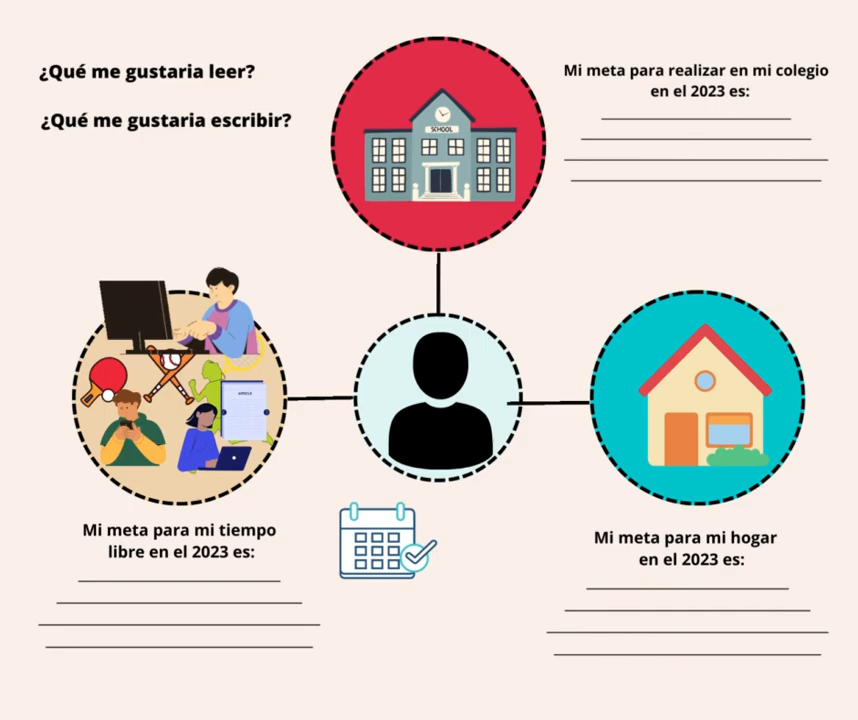 ¿Qué me gustaria leer?
¿Qué me gustaria escribir?
SCHOOL
Mi meta para realizar en mi colegio
en el 2023 es:
ARTICLE
Mi meta para mi tiempo
libre en el 2023 es:
Mi meta para mi hogar
en el 2023 es: